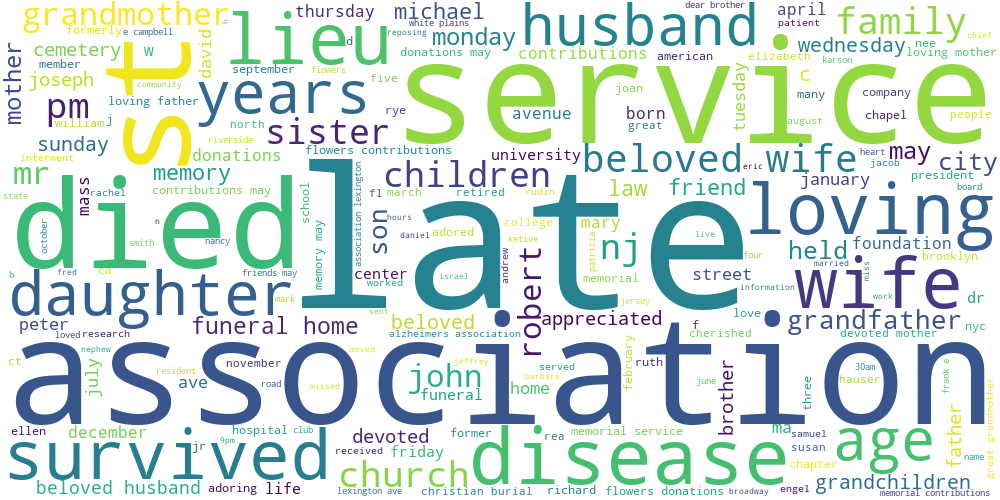 grandmother
lieu
thursday
michael
white plains
dear brother
april
family
husband
formerly
e campbell
d
donations may
monday
contributions
american
patient
wednesday
nee
chief
loving mother
mother
cemetery
w
st
david
h
september
flowers
five
service
elizabeth
karson
reposing
member
joseph
community
years
joan
c
many
company
loving father
pm
j
william
north
sister
rye
avenue
born
great
tuesday
august
chapel
people
sunday
riverside
interment
donations
flowers contributions
university
beloved wife
eric
may
city
heart
jacob
mr
mass
memory
children
law
friend
january
president
board
state
rachel
contributions may
school
association lexington
fl
march
retired
rudin
died
late
loving
october
n
smith
nancy
memory may
son
hours
adored
college
mary
nj
live
held
foundation
brooklyn
daniel
ketive
andrew
patricia
four
married
miss
b
fred
ca
friends may
center
worked
israel
memorial
street
information
wife
work
dr
daughter
mark
sent
robert
jersey
love
peter
loved
research
funeral home
beloved
alzheimers association
appreciated
f
cherished
grandfather
devoted mother
nyc
ct
nephew
july
resident
november
moved
association
ave
road
missed
john
funeral
jeffrey
barbara
served
home
february
ruth
june
brother
three
30am
hauser
frank e
great grandmother
ellen
december
jr
hospital
club
9pm
devoted
received
friday
former
rea
memorial service
ma
samuel
susan
age
father
name
survived
church
disease
chapter
beloved husband
adoring
life
lexington ave
christian burial
richard
flowers donations
broadway
engel
grandchildren
memorial contributions